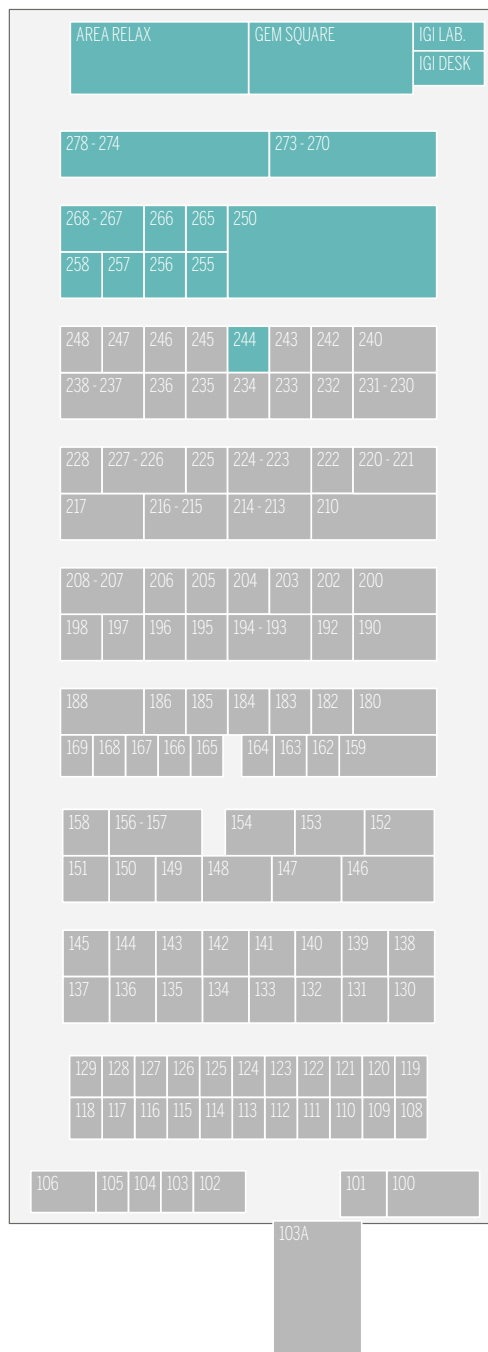 AREA RELAX GEM SQUARE IGI LAB.
IGI DESK
278 - 274 273 - 270
268 - 267 266 265 250
258 257 256 255
248 247 246 245 244 243 242 240
238 - 237 236 235 234 233 232 231 - 230
228 227 - 226 225 224 - 223 222 220 - 221
217 216 - 215 214 - 213 210
208 - 207 206 205 204 203 202 200
198 197 196 195 194 - 193 192 190
188 186 185 184 183 182 180
169 168 167 166 165 164 163 162 159
158 156 - 157 154 153 152
151 150 149 148 147 146
145 144 143 142 141 140 139 138
137 136 135 134 133 132 131 130
129 128 127 126 125 124 123 122 121 120 119
118 117 116 115 114 113 112 111 110 109 108
106 105 104 103 102 101 100
103A